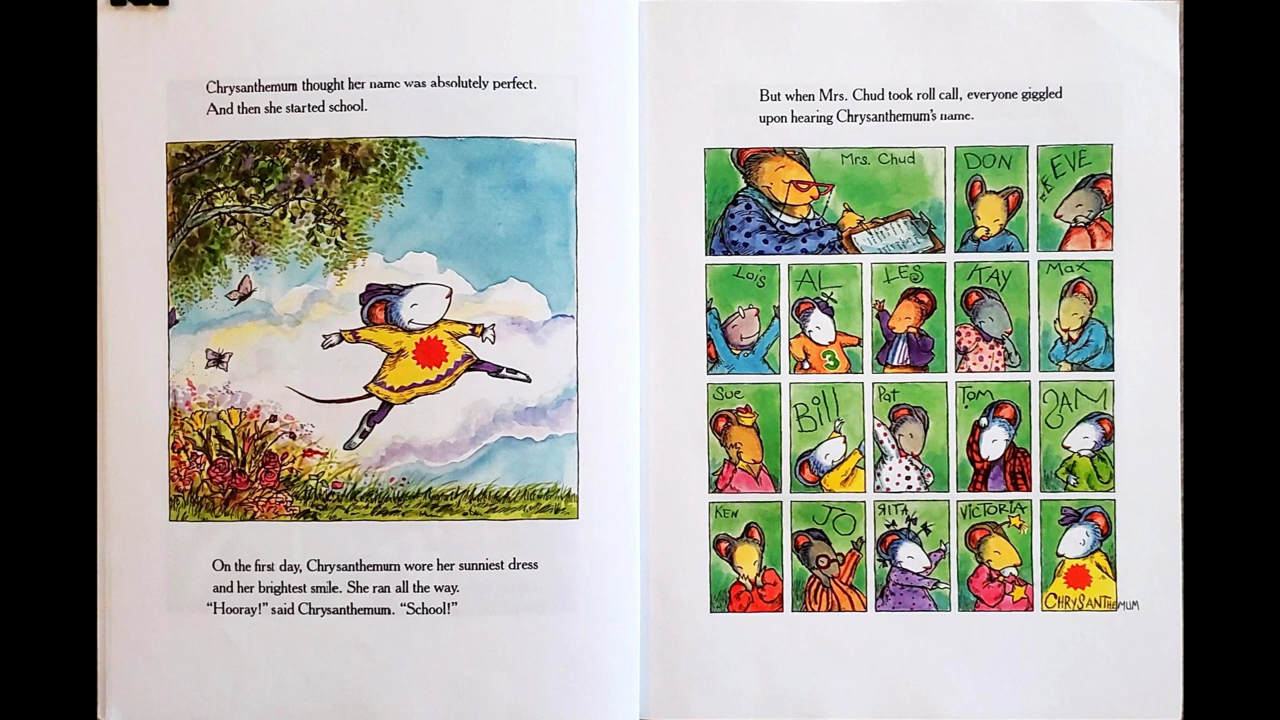 Chrysanthemum thought her name was absolutely perfect.
And then she started school.
On the first day, Chrysanthemum wore her sunniest dress
and her brightest smile. She ran all the way.
“Hooray!” said Chrysanthemum. “School!”
But when Mrs. Chud took roll call, everyone giggled
upon hearing Chrysanthemum's name.
Mrs. Chud
DON
EVE
Lois
AL
LES
KAY
Max
3
Sue
Bill
Pat
Tom
SAM
KEN
JO
RITA
VICTORIA
CHRYSANTHEMUM